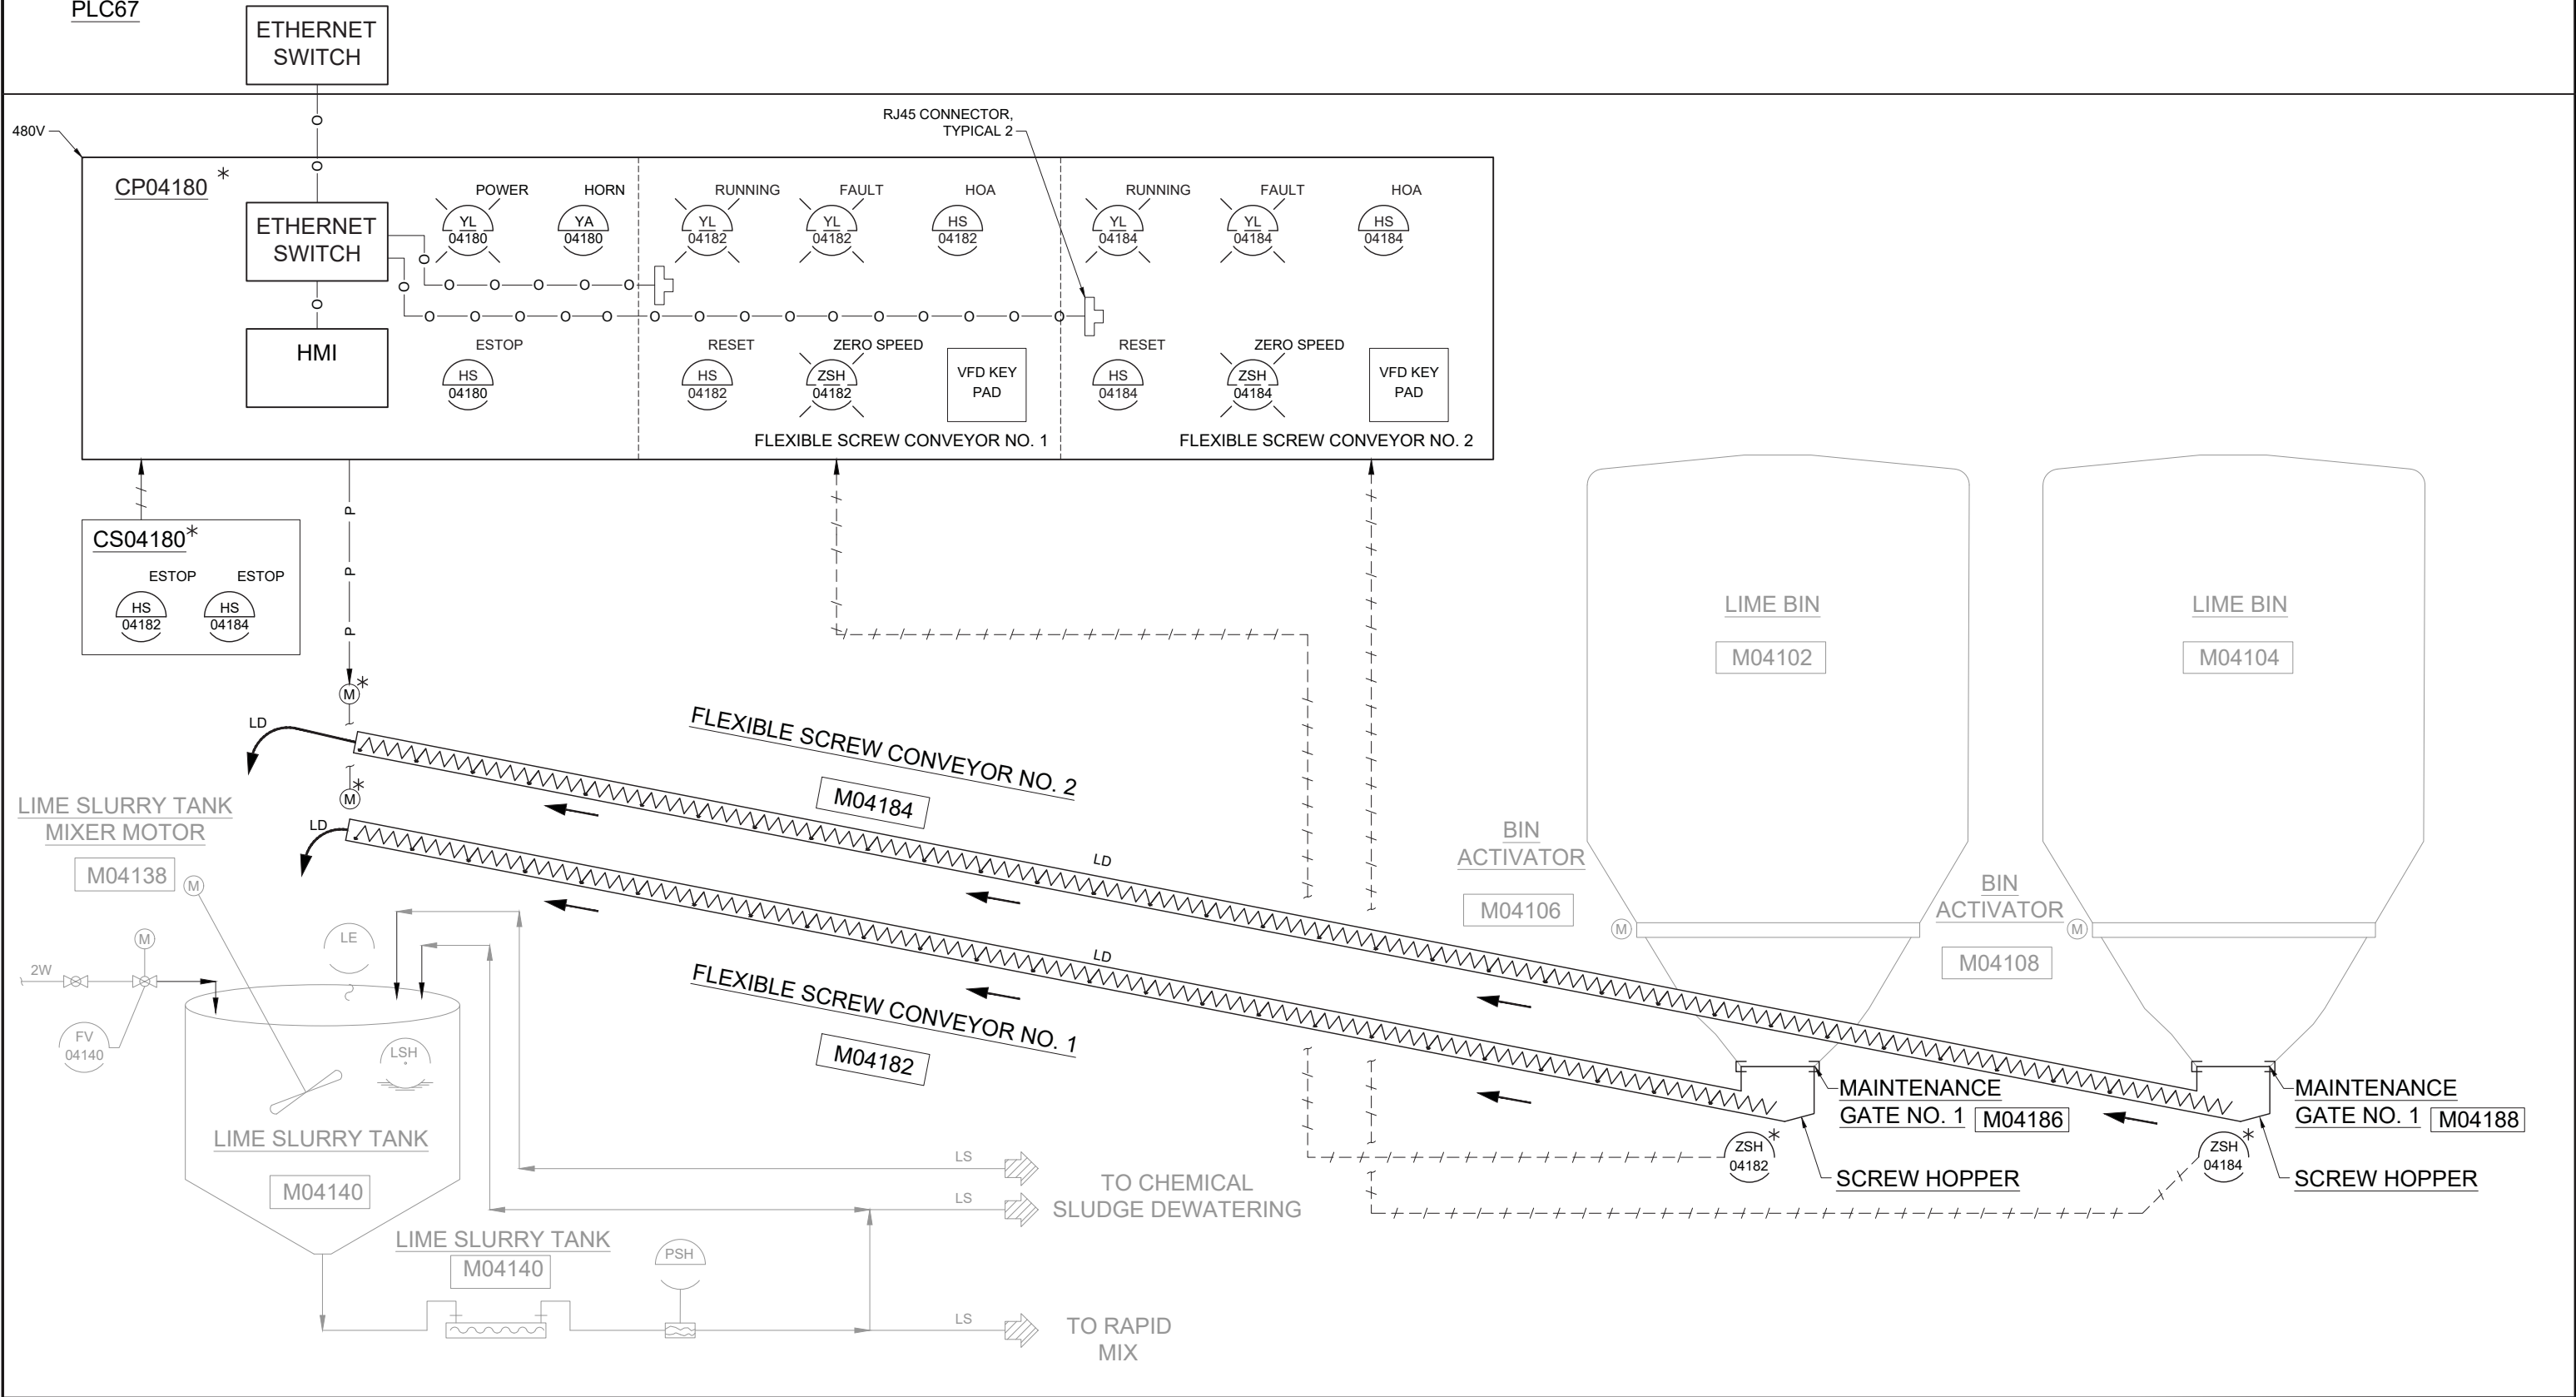 PLC67
ETHERNET
SWITCH
480V
RJ45 CONNECTOR,
TYPICAL 2
CP04180 *
ETHERNET
SWITCH
HMI
POWER
YL
04180
HORN
YA
04180
ESTOP
HS
04180
RUNNING
YL
04182
FAULT
YL
04182
HOA
HS
04182
RESET
HS
04182
ZERO SPEED
ZSH
04182
VFD KEY
PAD
FLEXIBLE SCREW CONVEYOR NO. 1
RUNNING
YL
04184
FAULT
YL
04184
HOA
HS
04184
RESET
HS
04184
ZERO SPEED
ZSH
04184
VFD KEY
PAD
FLEXIBLE SCREW CONVEYOR NO. 2
O O O O O O
O O O O O O O O O O O O O O O O
O O
CS04180*
ESTOP
HS
04182
ESTOP
HS
04184
P
P
P
M*
M*
LD
LD
FLEXIBLE SCREW CONVEYOR NO. 2
M04184
LD
LD
FLEXIBLE SCREW CONVEYOR NO. 1
M04182
LIME BIN
M04102
LIME BIN
M04104
BIN
ACTIVATOR
M04106
M
BIN
ACTIVATOR
M04108
M
MAINTENANCE
GATE NO. 1 M04186
MAINTENANCE
GATE NO. 1 M04188
ZSH *
04182
SCREW HOPPER
ZSH *
04184
SCREW HOPPER
LIME SLURRY TANK
MIXER MOTOR
M04138
M
LE
M
2W
FV
04140
LSH
LIME SLURRY TANK
M04140
LIME SLURRY TANK
M04140
PSH
LS
LS
TO CHEMICAL
SLUDGE DEWATERING
LS
TO RAPID
MIX